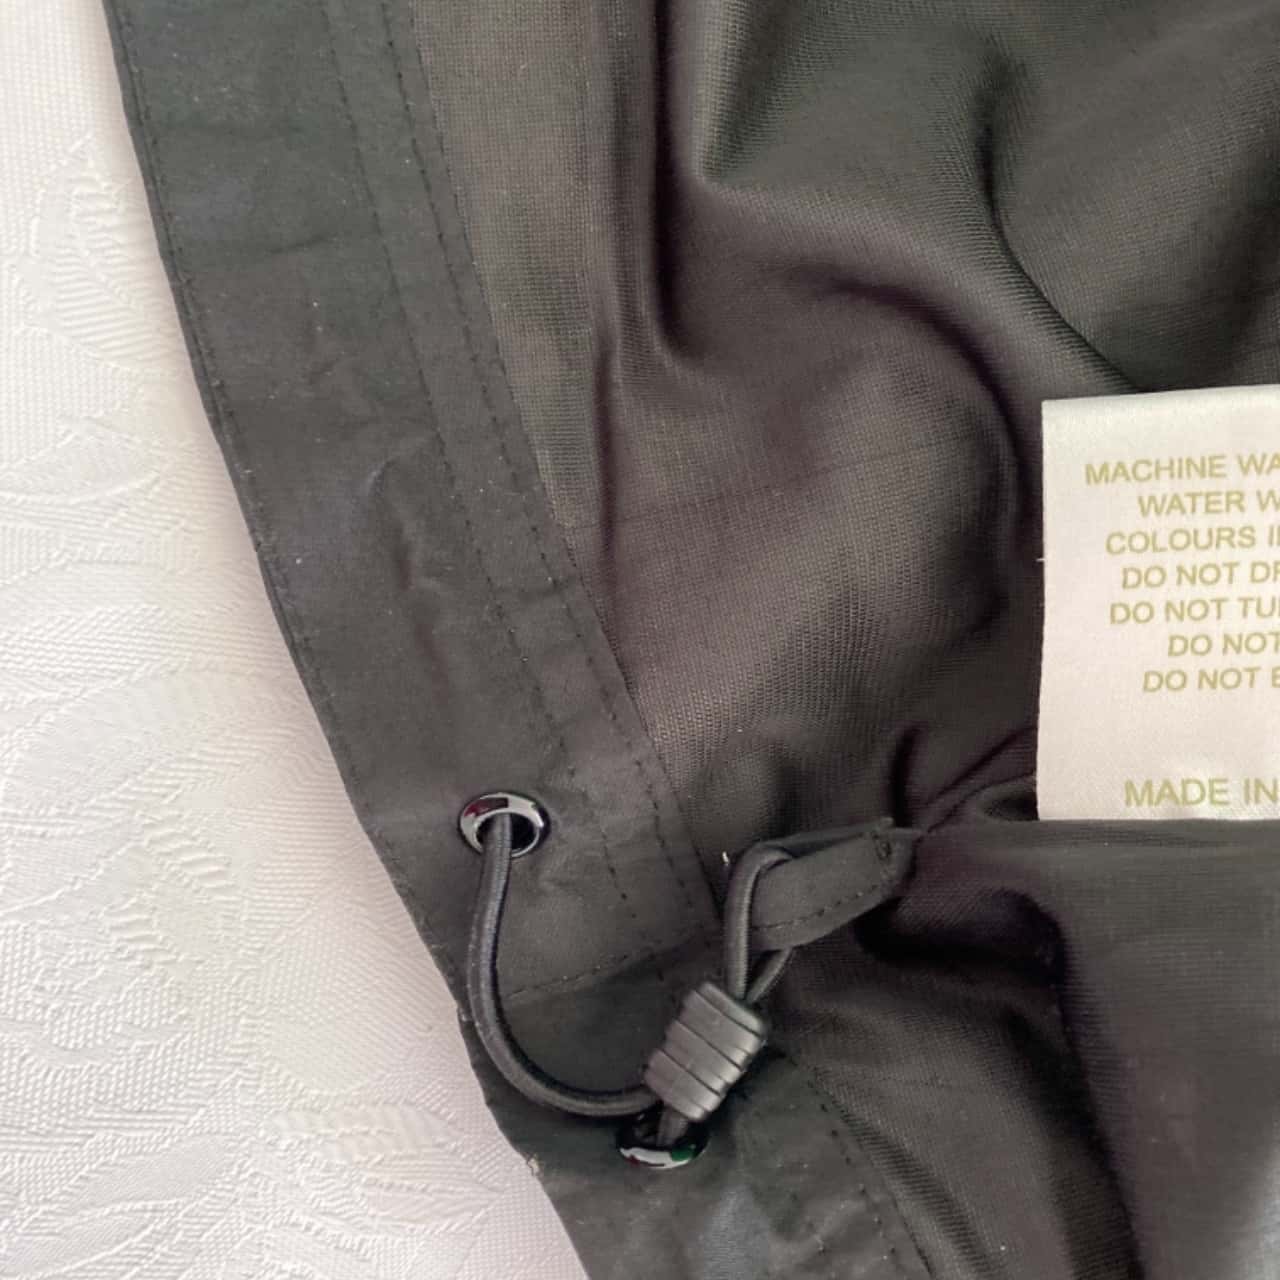 MACHINE WA
WATER W
COLOURS I
DO NOT DR
DO NOT TU
DO NOT
DO NOT B
MADE IN